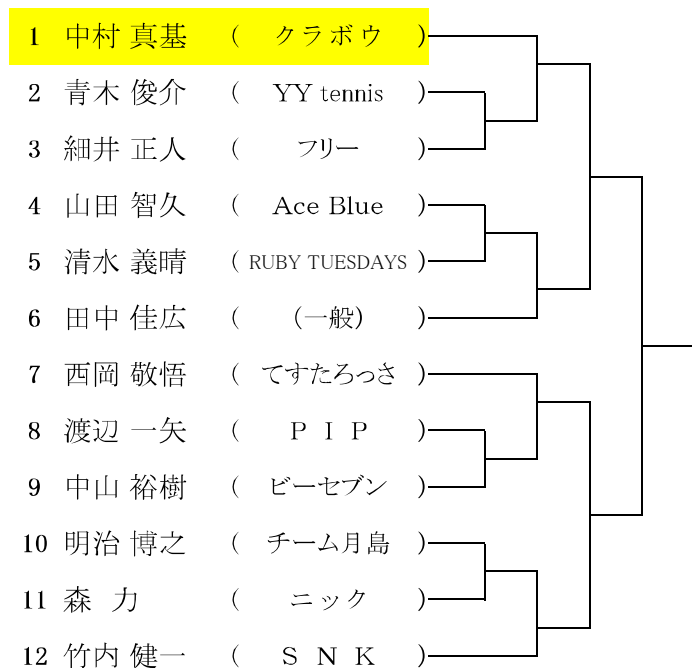 1 中村 真基 ( クラボウ )
2 青木 俊介 ( YY tennis )
3 細井 正人 ( フリー )
4 山田 智久 ( Ace Blue )
5 清水 義晴 ( RUBY TUESDAYS )
6 田中 佳広 ( (一般) )
7 西岡 敬悟 ( てすたろっさ )
8 渡辺 一矢 ( P I P )
9 中山 裕樹 ( ビーセブン )
10 明治 博之 ( チーム月島 )
11 森 力 ( ニック )
12 竹内 健一 ( S N K )